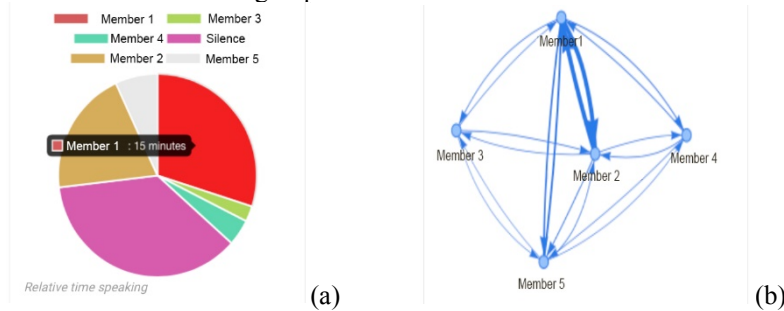 Member 1 Member 3
Member 4 Silence
Member 2 Member 5
Member 1 : 15 minutes
Relative time speaking
(a)
Member1
Member 3
Member 4
Member 2
Member 5
(b)